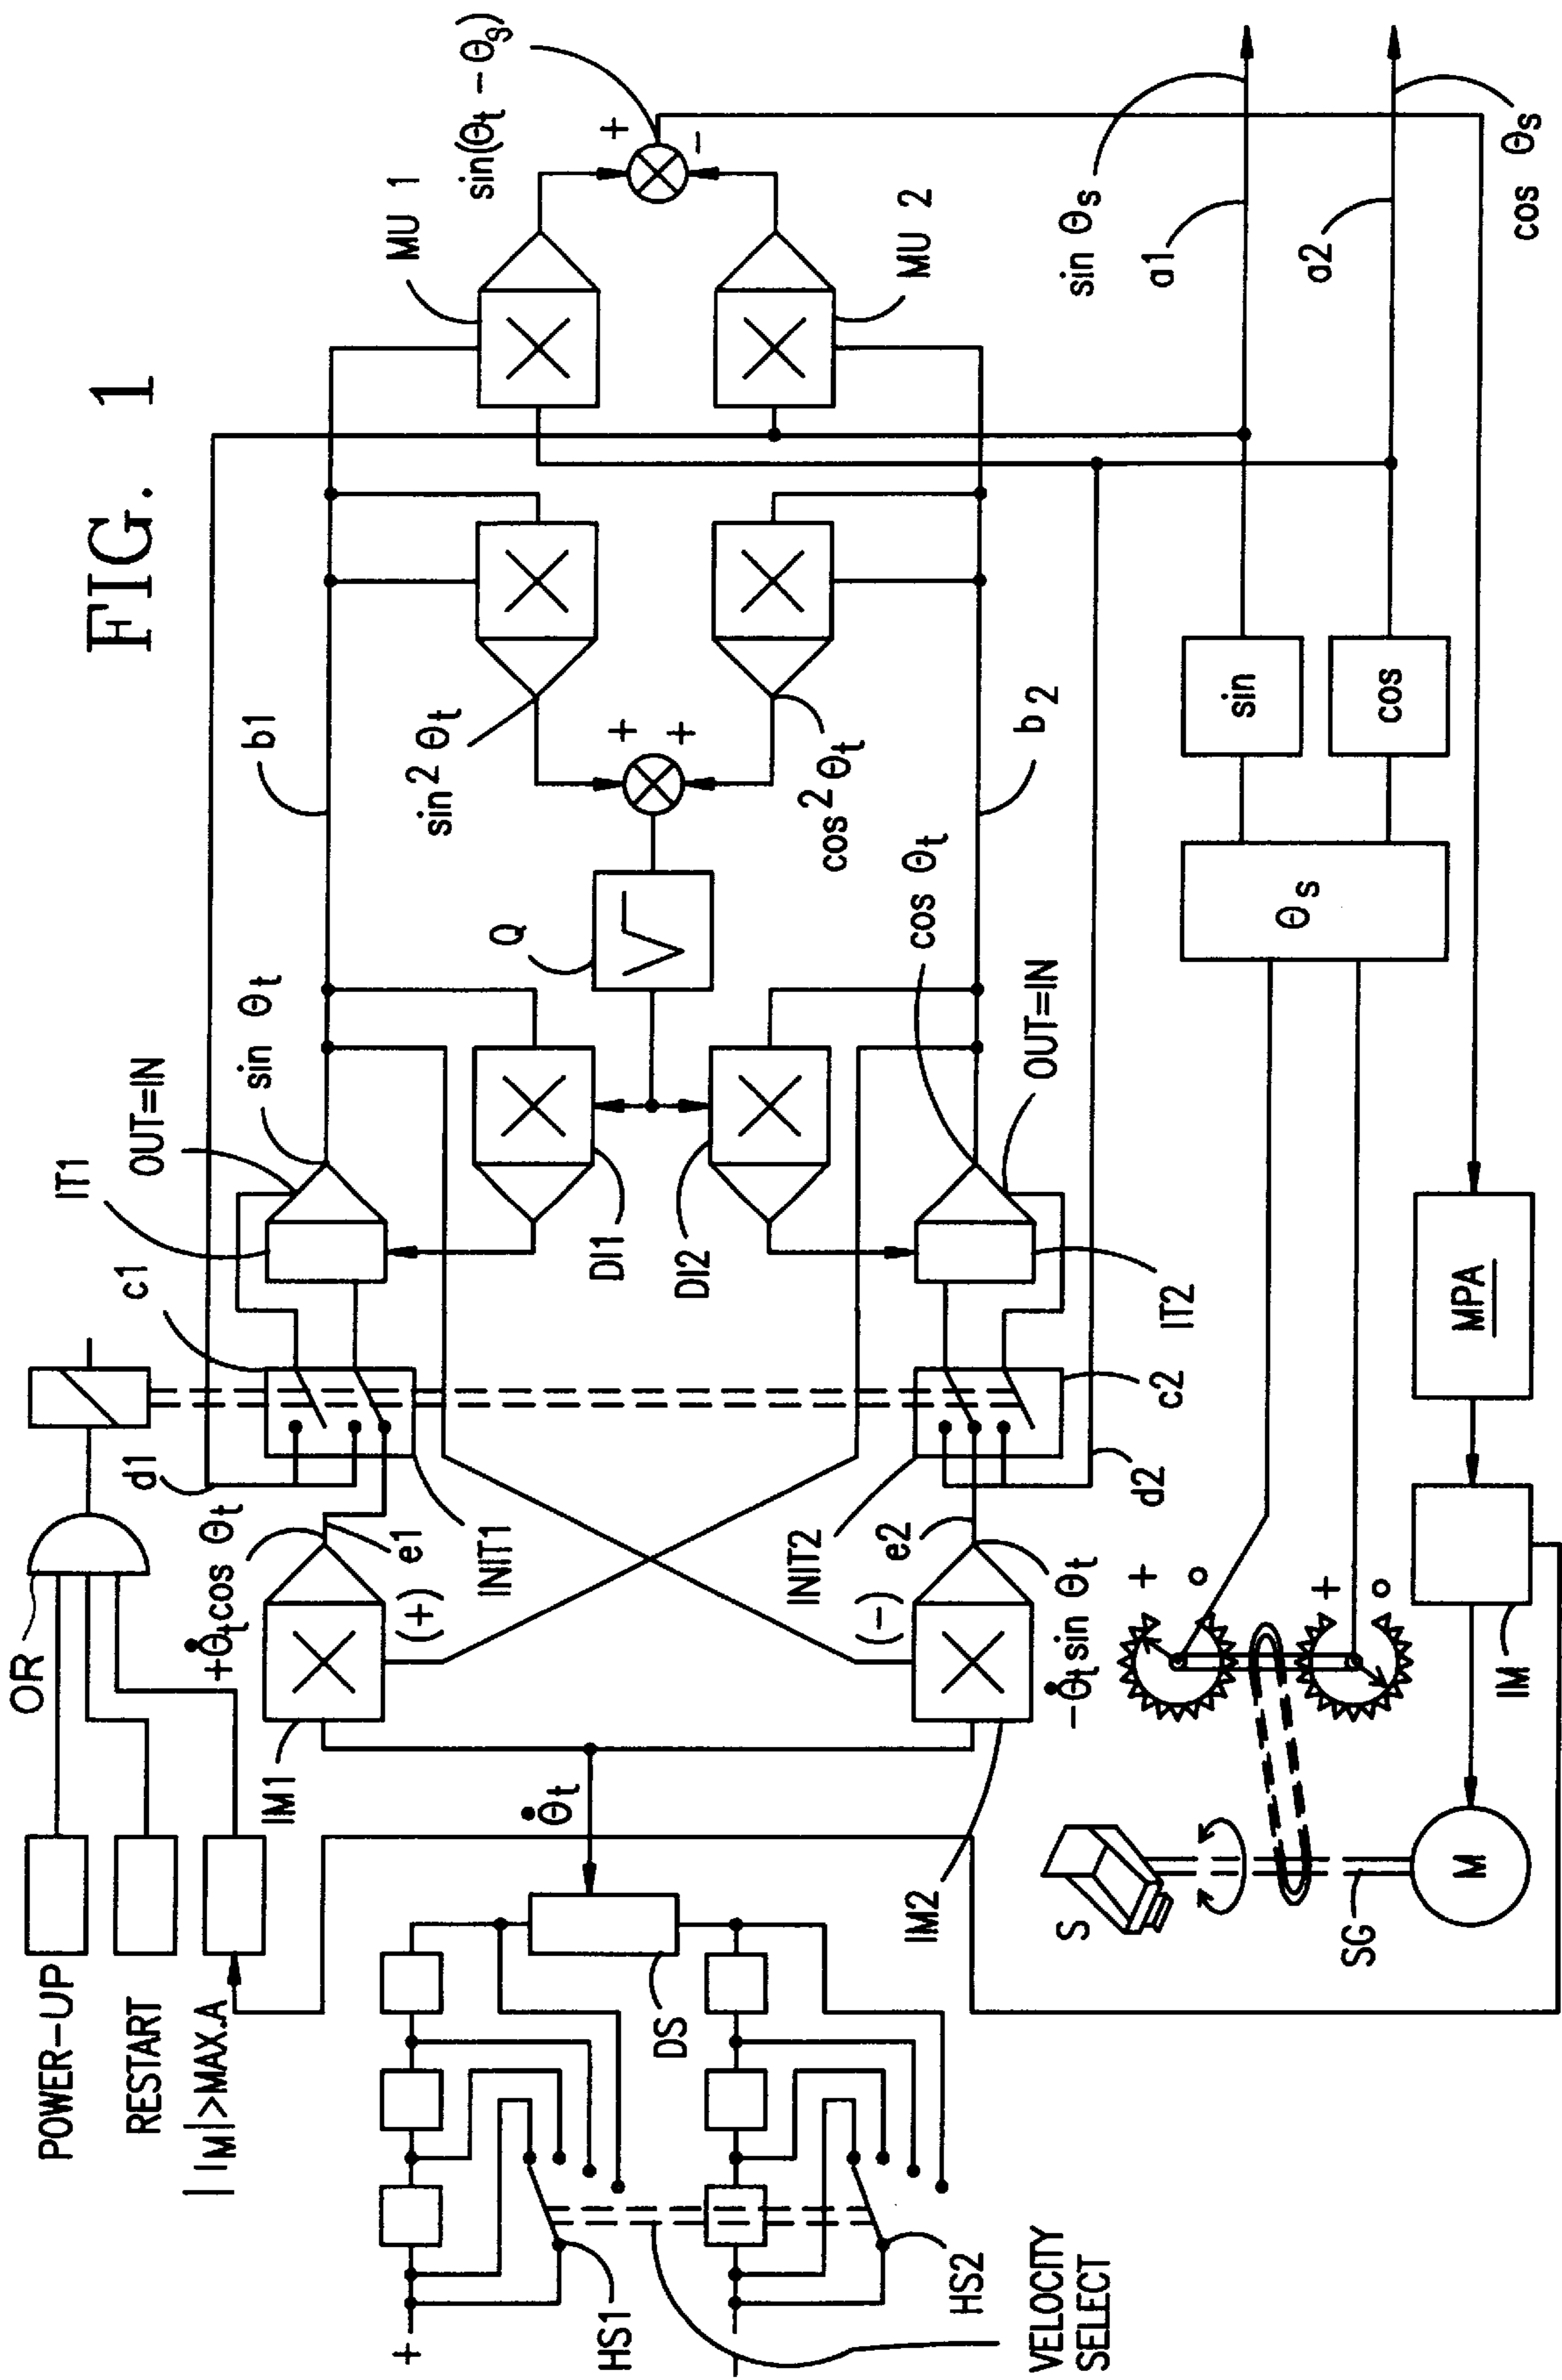 FIG. 1
POWER-UP
RESTART
|I_M|>MAX.A
OR
d1
c1
IT1
OUT=IN
sin θt
b1
MU 1
sin(θt - θs)
+
-
+θ̇t cos θt
e1
INIT1
IM1
(+)
DI1
Q
√
sin² θt
+
+
cos² θt
MU 2
θ̇t
DI2
cos θt
b2
(-)
INIT2
e2
IM2
-θ̇t sin θt
c2
d2
IT2
OUT=IN
DS
+
HS1
-
HS2
VELOCITY
SELECT
S
SG
M
IM
MPA
+
o
+
o
θs
sin
cos
sin θs
a1
a2
cos θs